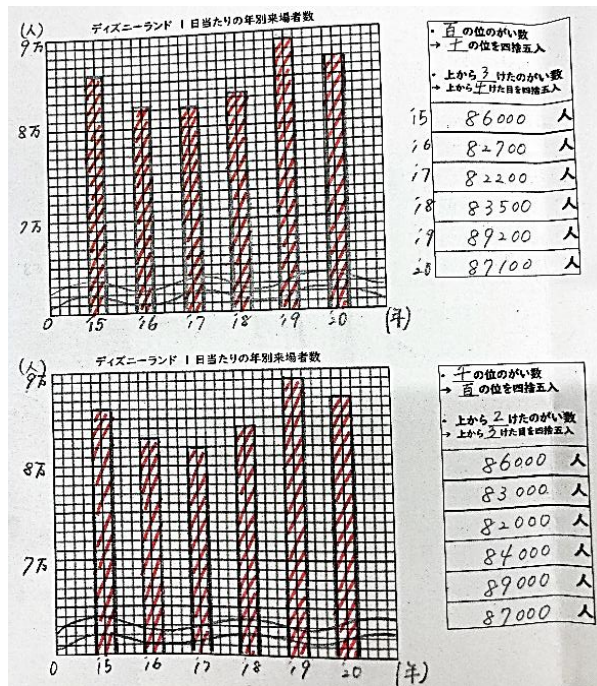 (人)
ディズニーランド 1日当たりの年別来場者数
9万
8万
7万
0 '15 '16 '17 '18 '19 '20 (年)
・百の位のがい数
→十の位を四捨五入
・上から3けたのがい数
→上から4けた目を四捨五入
'15 86000 人
'16 82700 人
'17 82200 人
'18 83500 人
'19 89200 人
'20 87100 人
(人)
ディズニーランド 1日当たりの年別来場者数
9万
8万
7万
0 '15 '16 '17 '18 '19 '20 (年)
・千の位のがい数
→百の位を四捨五入
・上から2けたのがい数
→上から3けた目を四捨五入
86000 人
83000 人
82000 人
84000 人
89000 人
87000 人